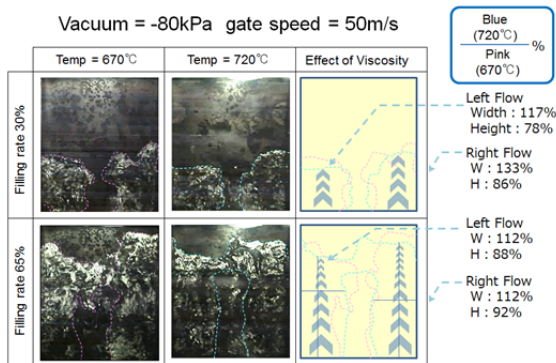 Vacuum = -80kPa gate speed = 50m/s
Blue
(720℃)
Pink
(670℃)
%
Temp = 670℃
Temp = 720℃
Effect of Viscosity
Filling rate 30%
Left Flow
Width : 117%
Height : 78%
Right Flow
W : 133%
H : 86%
Filling rate 65%
Left Flow
W : 112%
H : 88%
Right Flow
W : 112%
H : 92%